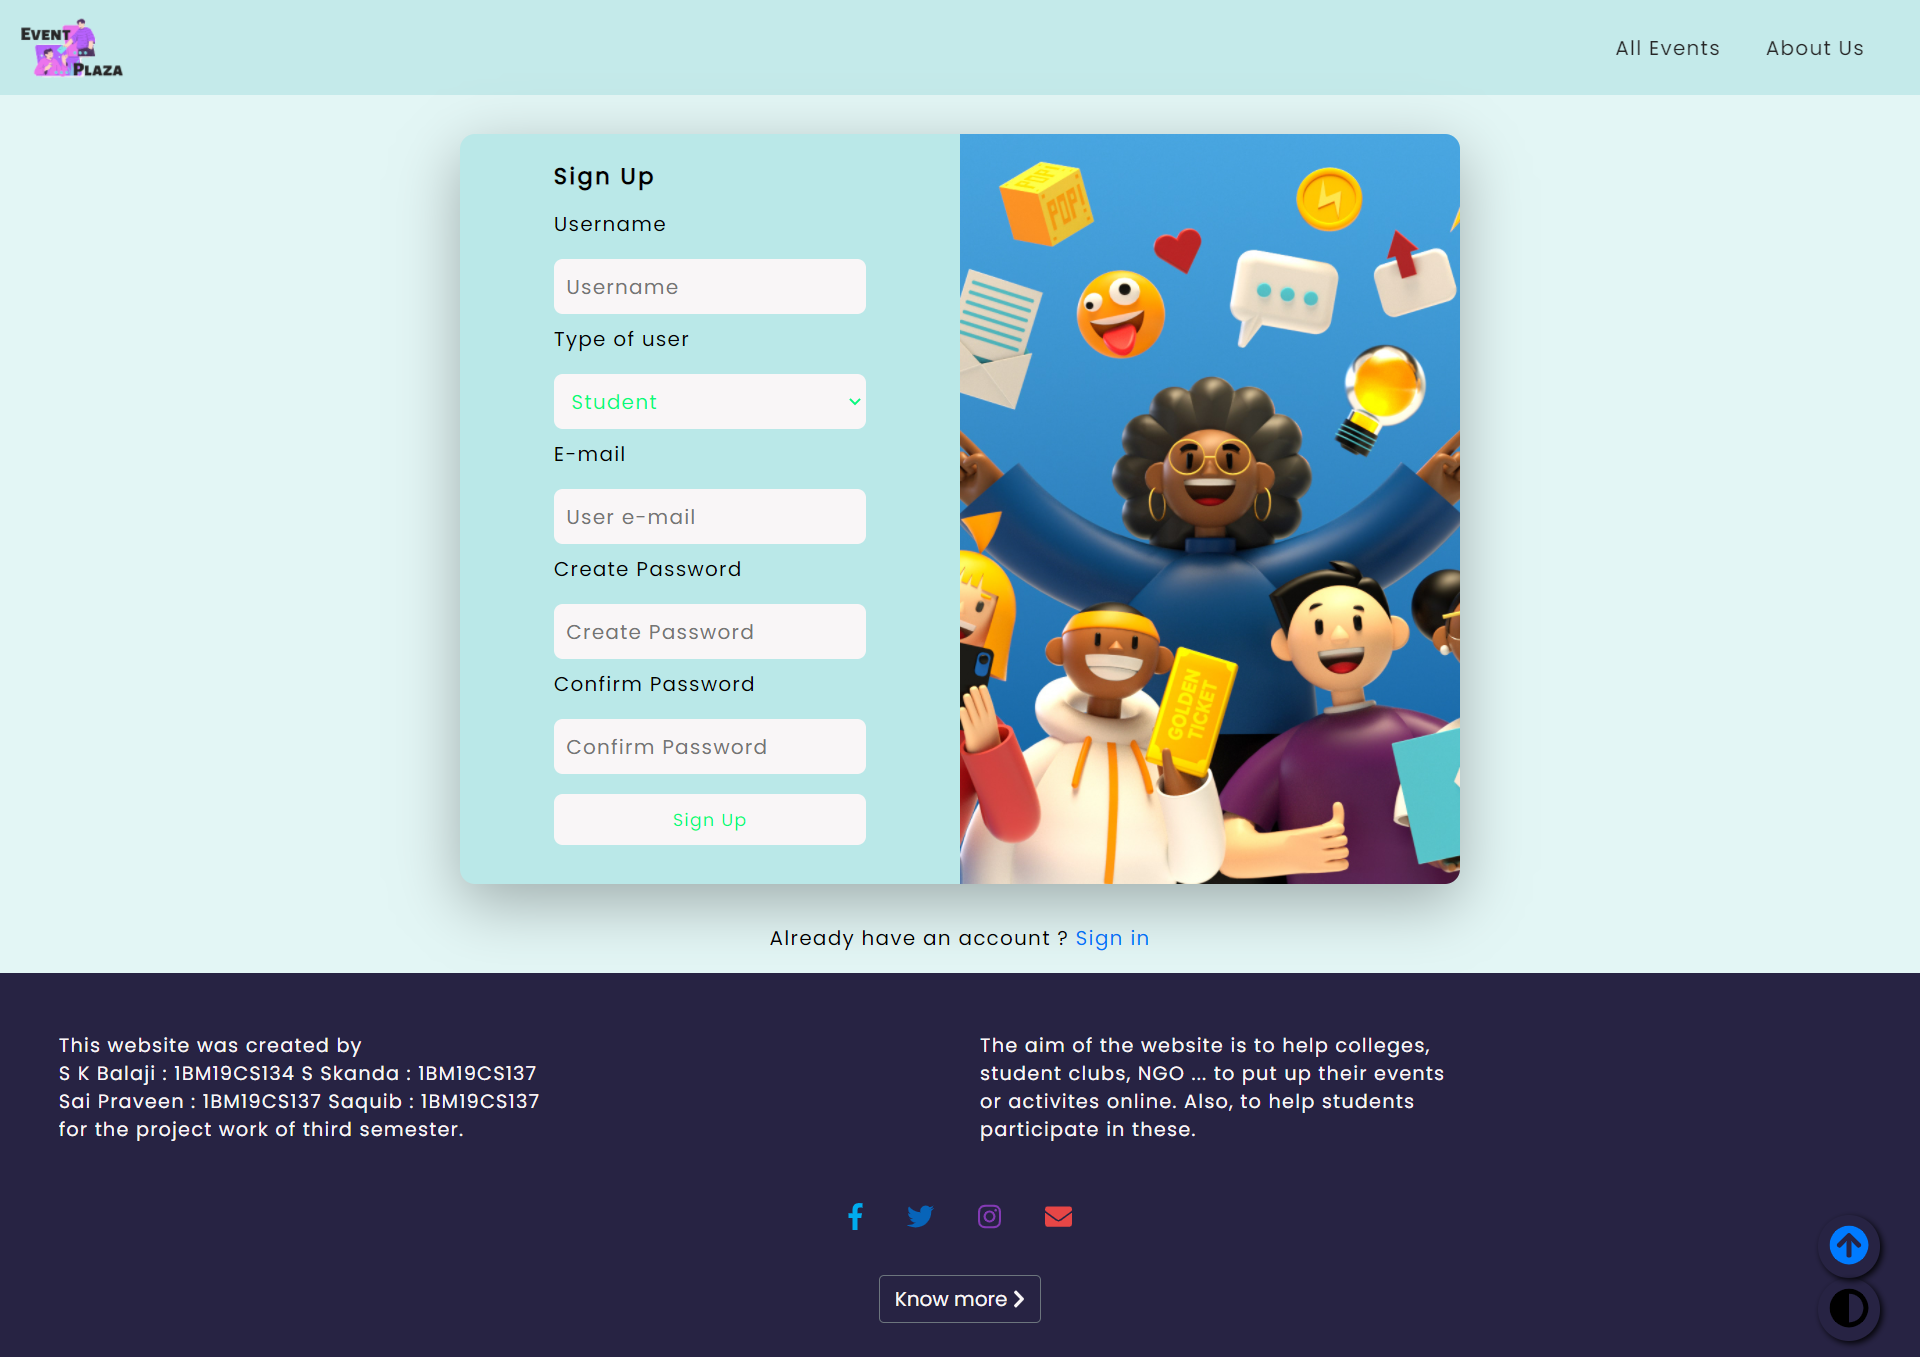 EVENT
PLAZA
All Events
About Us
Sign Up
Username
Username
Type of user
Student
E-mail
User e-mail
Create Password
Create Password
Confirm Password
Confirm Password
Sign Up
POP!
POP!
GOLDEN
TICKET
Already have an account ? Sign in
This website was created by
S K Balaji : 1BM19CS134 S Skanda : 1BM19CS137
Sai Praveen : 1BM19CS137 Saquib : 1BM19CS137
for the project work of third semester.
The aim of the website is to help colleges,
student clubs, NGO ... to put up their events
or activites online. Also, to help students
participate in these.
Know more